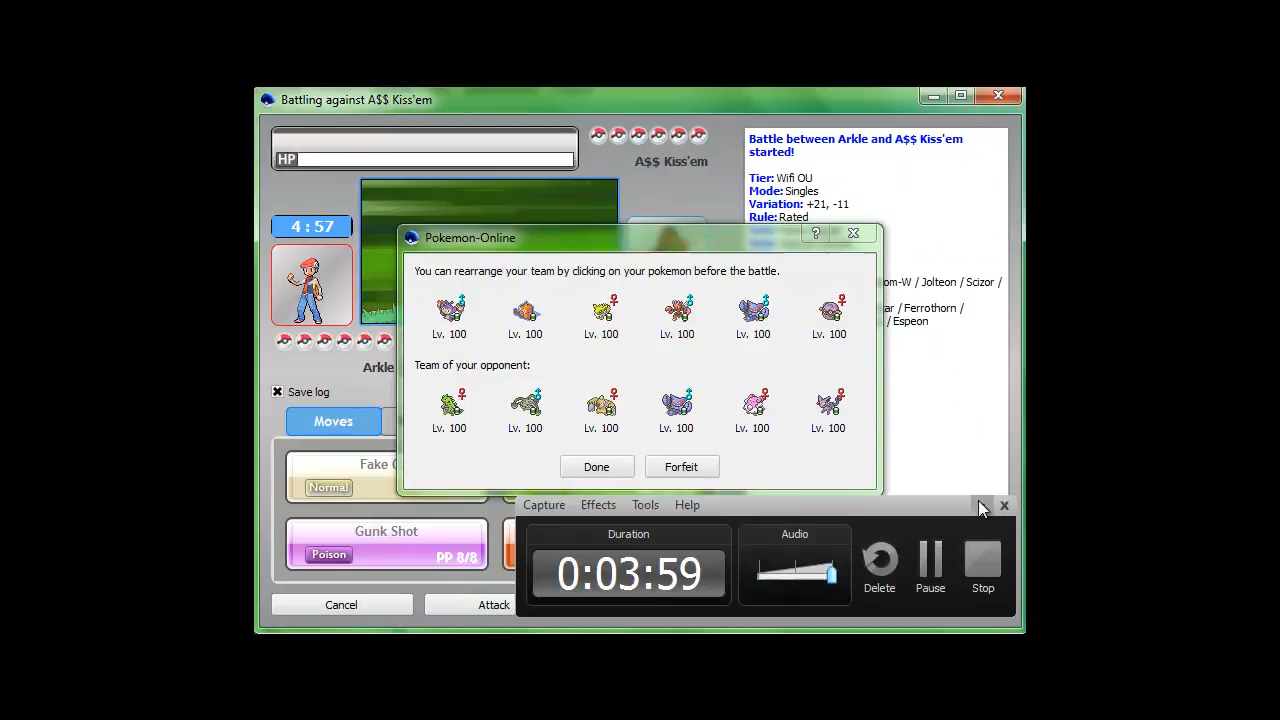 Battling against A$$ Kiss'em
HP
A$$ Kiss'em
4 : 57
Arkle
Save log
Moves
Fake
Normal
Gunk Shot
Poison
PP 8/8
Cancel
Attack
Battle between Arkle and A$$ Kiss'em
started!
Tier: Wifi OU
Mode: Singles
Variation: +21, -11
Rule: Rated
om-W / Jolteon / Scizor /
ar / Ferrothorn /
/ Espeon
Pokemon-Online
?
You can rearrange your team by clicking on your pokemon before the battle.
Lv. 100 Lv. 100 Lv. 100 Lv. 100 Lv. 100 Lv. 100
Team of your opponent:
Lv. 100 Lv. 100 Lv. 100 Lv. 100 Lv. 100 Lv. 100
Done Forfeit
Capture Effects Tools Help
Duration
0:03:59
Audio
Delete Pause Stop